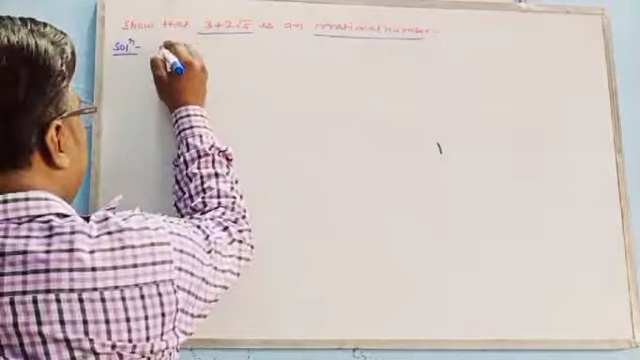 Show that 3+2√5 is an irrational number.
Solⁿ-